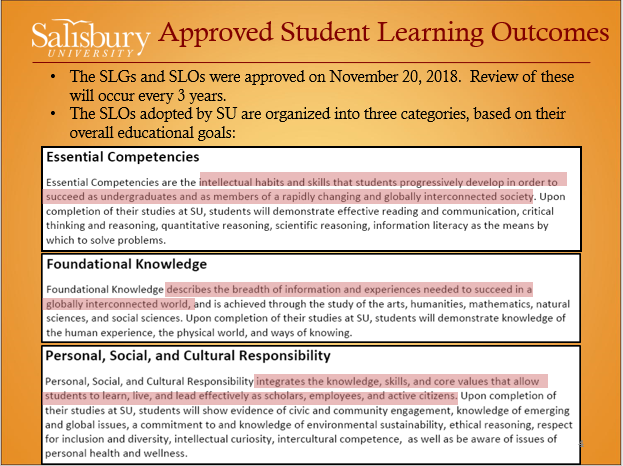 Salisbury
UNIVERSITY
Approved Student Learning Outcomes
• The SLGs and SLOs were approved on November 20, 2018. Review of these
will occur every 3 years.
• The SLOs adopted by SU are organized into three categories, based on their
overall educational goals:
Essential Competencies
Essential Competencies are the intellectual habits and skills that students progressively develop in order to
succeed as undergraduates and as members of a rapidly changing and globally interconnected society. Upon
completion of their studies at SU, students will demonstrate effective reading and communication, critical
thinking and reasoning, quantitative reasoning, scientific reasoning, information literacy as the means by
which to solve problems.
Foundational Knowledge
Foundational Knowledge describes the breadth of information and experiences needed to succeed in a
globally interconnected world, and is achieved through the study of the arts, humanities, mathematics, natural
sciences, and social sciences. Upon completion of their studies at SU, students will demonstrate knowledge of
the human experience, the physical world, and ways of knowing.
Personal, Social, and Cultural Responsibility
Personal, Social, and Cultural Responsibility integrates the knowledge, skills, and core values that allow
students to learn, live, and lead effectively as scholars, employees, and active citizens. Upon completion of
their studies at SU, students will show evidence of civic and community engagement, knowledge of emerging
and global issues, a commitment to and knowledge of environmental sustainability, ethical reasoning, respect
for inclusion and diversity, intellectual curiosity, intercultural competence, as well as be aware of issues of
personal health and wellness.